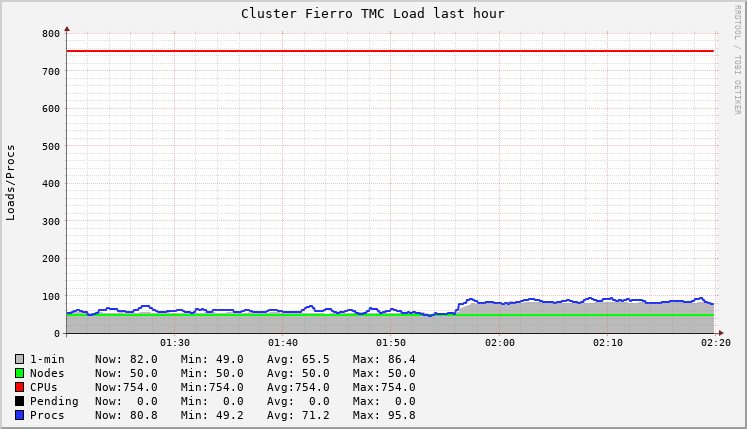 Cluster Fierro TMC Load last hour
RRDTOOL / TOBI OETIKER
Loads/Procs
800
700
600
500
400
300
200
100
0
01:30 01:40 01:50 02:00 02:10 02:20
1-min Now: 82.0 Min: 49.0 Avg: 65.5 Max: 86.4
Nodes Now: 50.0 Min: 50.0 Avg: 50.0 Max: 50.0
CPUs Now:754.0 Min:754.0 Avg:754.0 Max:754.0
Pending Now: 0.0 Min: 0.0 Avg: 0.0 Max: 0.0
Procs Now: 80.8 Min: 49.2 Avg: 71.2 Max: 95.8